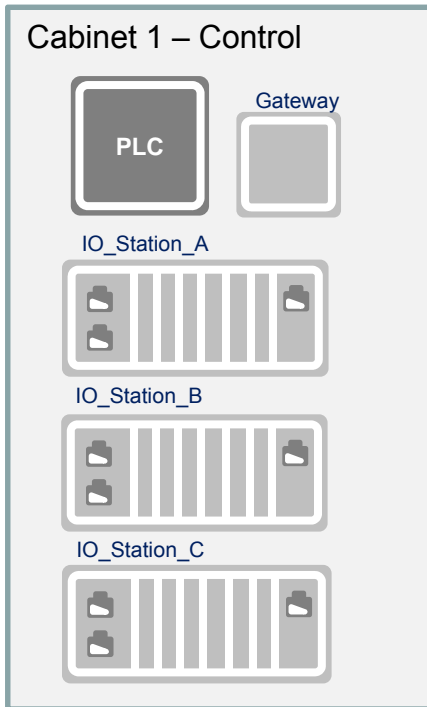 Cabinet 1 – Control
PLC
Gateway
IO_Station_A
IO_Station_B
IO_Station_C